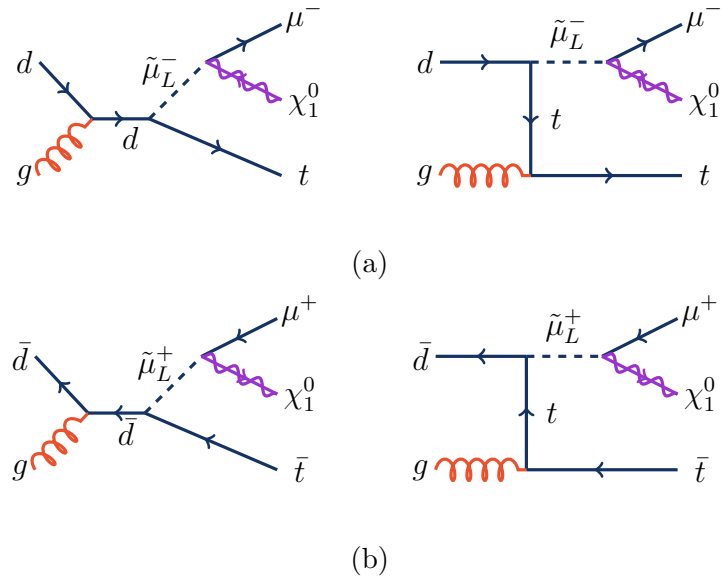 d g d μ̃_L^- μ^- χ_1^0 t
d g t μ̃_L^- μ^- χ_1^0 t
(a)
d̄ g d̄ μ̃_L^+ μ^+ χ_1^0 t̄
d̄ g t μ̃_L^+ μ^+ χ_1^0 t̄
(b)